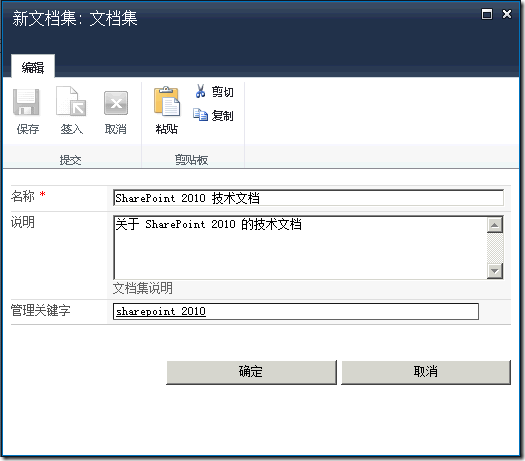 新文档集: 文档集
编辑
保存 签入 取消 粘贴 剪切 复制
提交 剪贴板
名称 * SharePoint 2010 技术文档
说明 关于 SharePoint 2010 的技术文档
文档集说明
管理关键字 sharepoint 2010
确定 取消